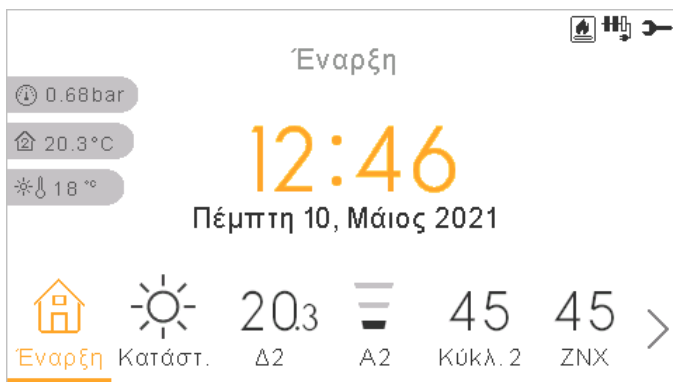 Έναρξη
0.68bar
2 20.3°C
18 °C
12:46
Πέμπτη 10, Μάιος 2021
20.3 45 45
Έναρξη Κατάστ. Δ2 Α2 Κύκλ. 2 ΖΝΧ